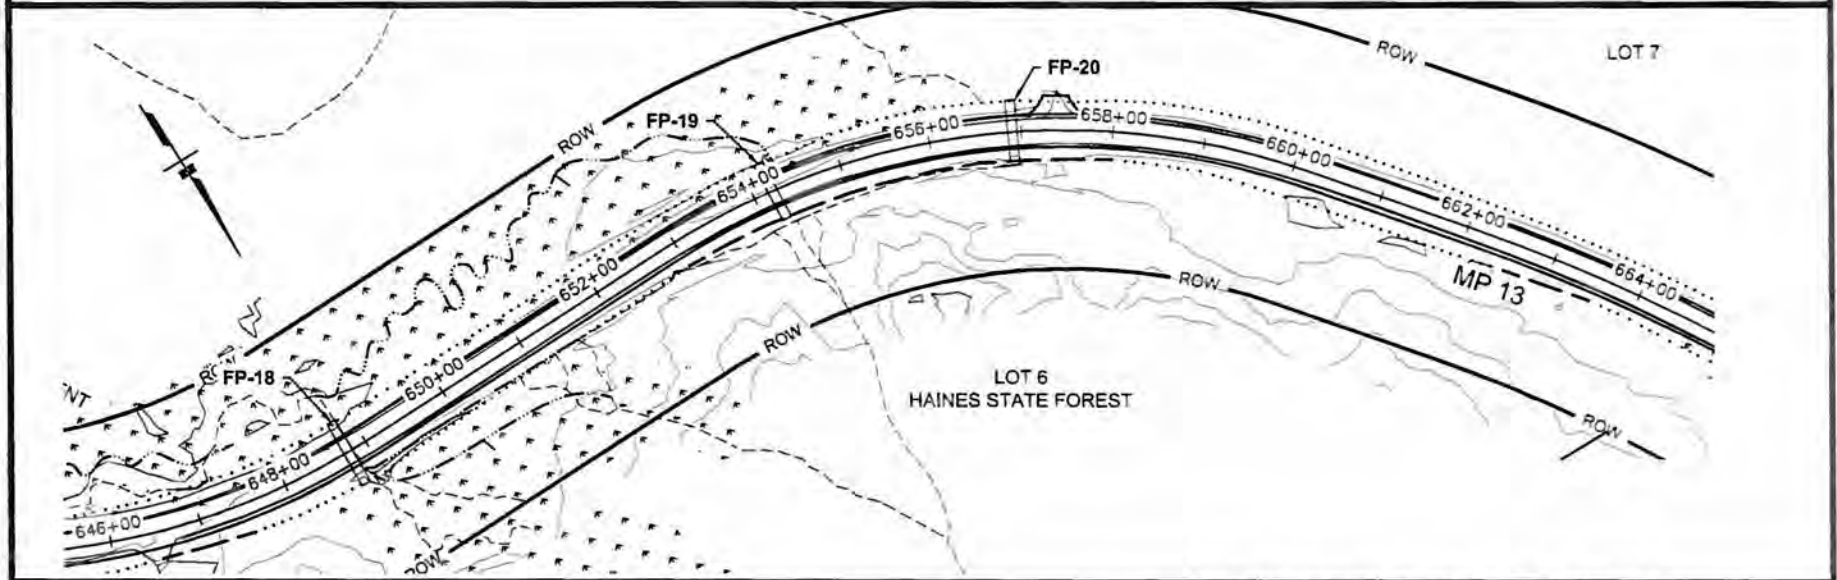 ROW
LOT 7
FP-20
FP-19
ROW
656+00
658+00
660+00
654+00
662+00
652+00
664+00
ROW
MP 13
ROW
FP-18
650+00
LOT 6
HAINES STATE FOREST
NT
ROW
648+00
646+00
ROW